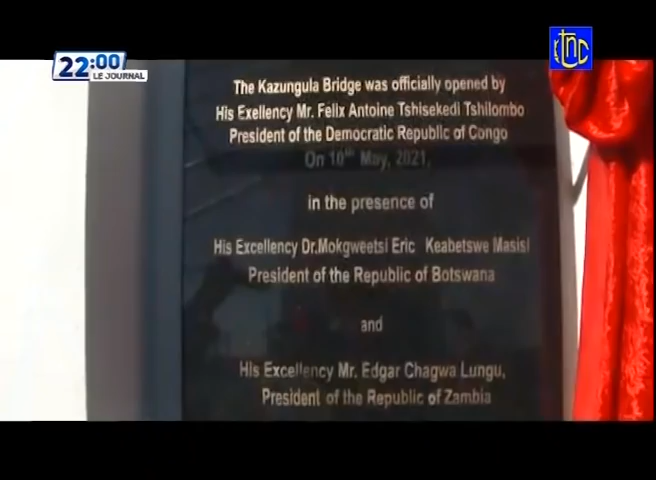 22:00
LE JOURNAL
rtnc
The Kazungula Bridge was officially opened by
His Exellency Mr. Felix Antoine Tshisekedi Tshilombo
President of the Democratic Republic of Congo
On 10TH May, 2021,
in the presence of
His Excellency Dr.Mokgweetsi Eric Keabetswe Masisi
President of the Republic of Botswana
and
His Excellency Mr. Edgar Chagwa Lungu,
President of the Republic of Zambia